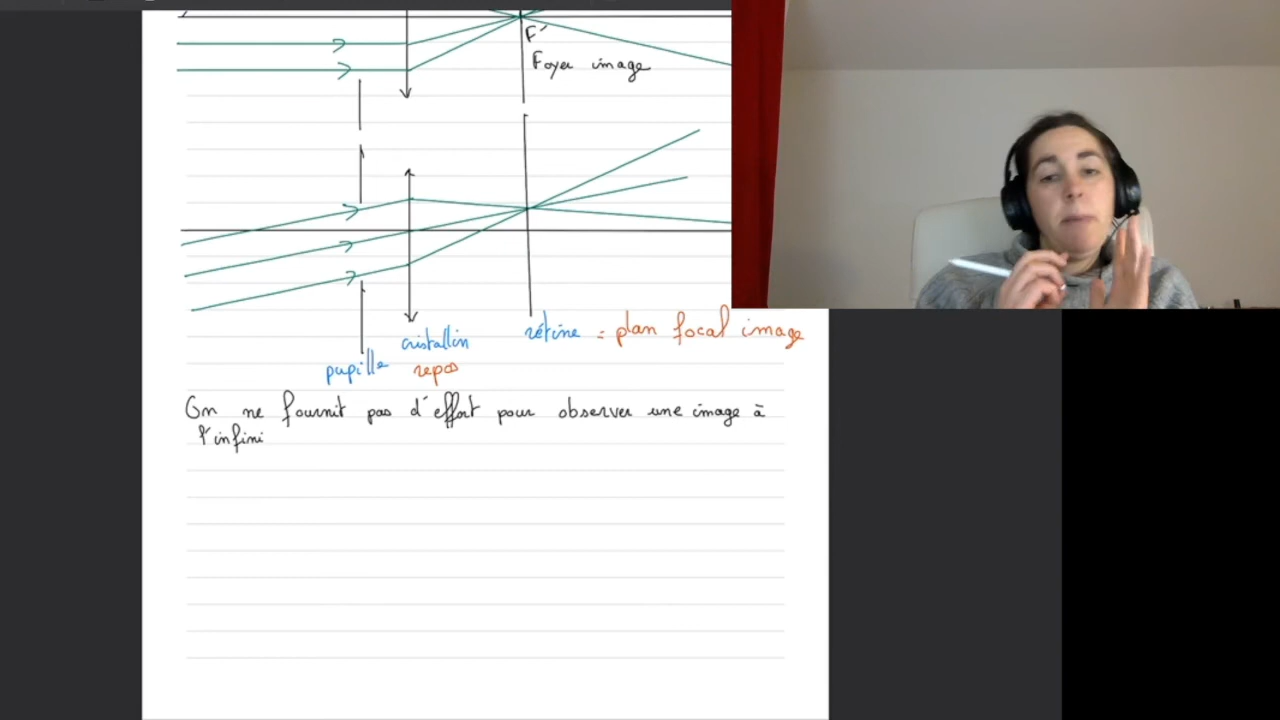 F'
Foyer image
rétine = plan focal image
cristallin
pupille repos
On ne fournit pas d'effort pour observer une image à
l'infini